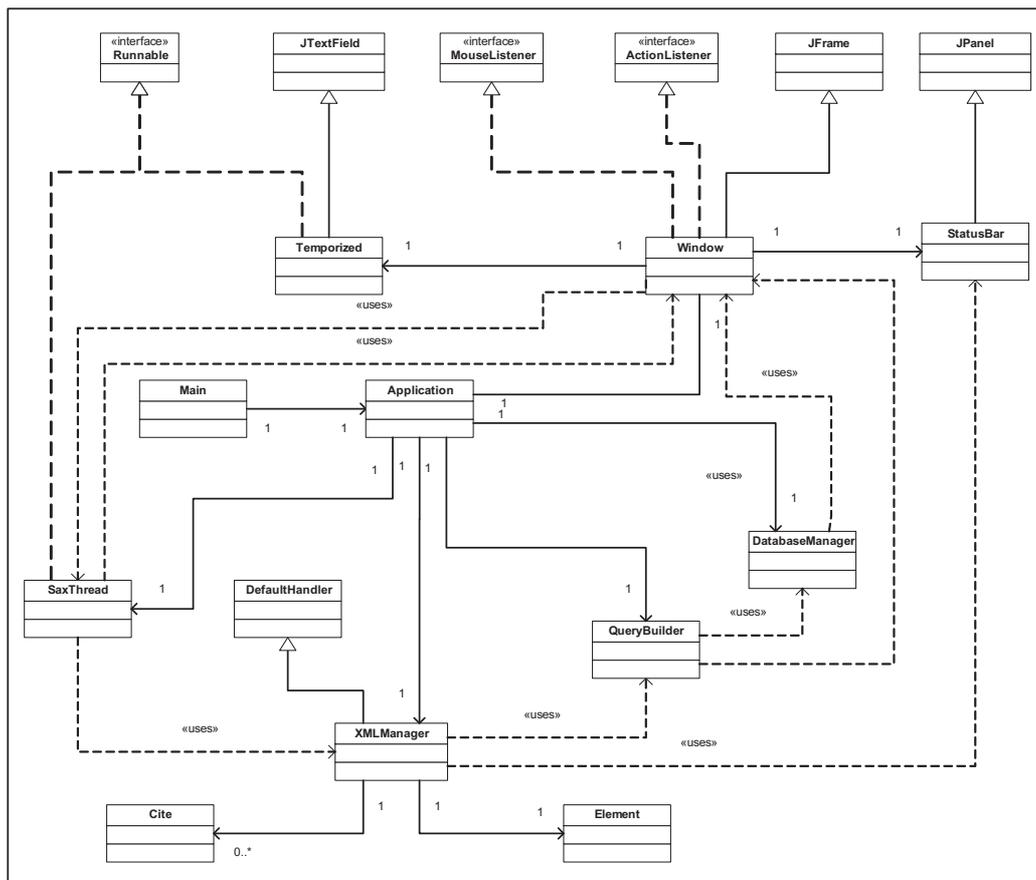 «interface»
Runnable
JTextField
«interface»
MouseListener
«interface»
ActionListener
JFrame
JPanel
Temporized
1
1
Window
1
1
StatusBar
«uses»
«uses»
1
«uses»
Main
Application
1
1
1
1
1
1
1
«uses»
1
DatabaseManager
SaxThread
1
DefaultHandler
1
QueryBuilder
«uses»
1
«uses»
XMLManager
«uses»
«uses»
Cite
1
1
1
Element
0..*